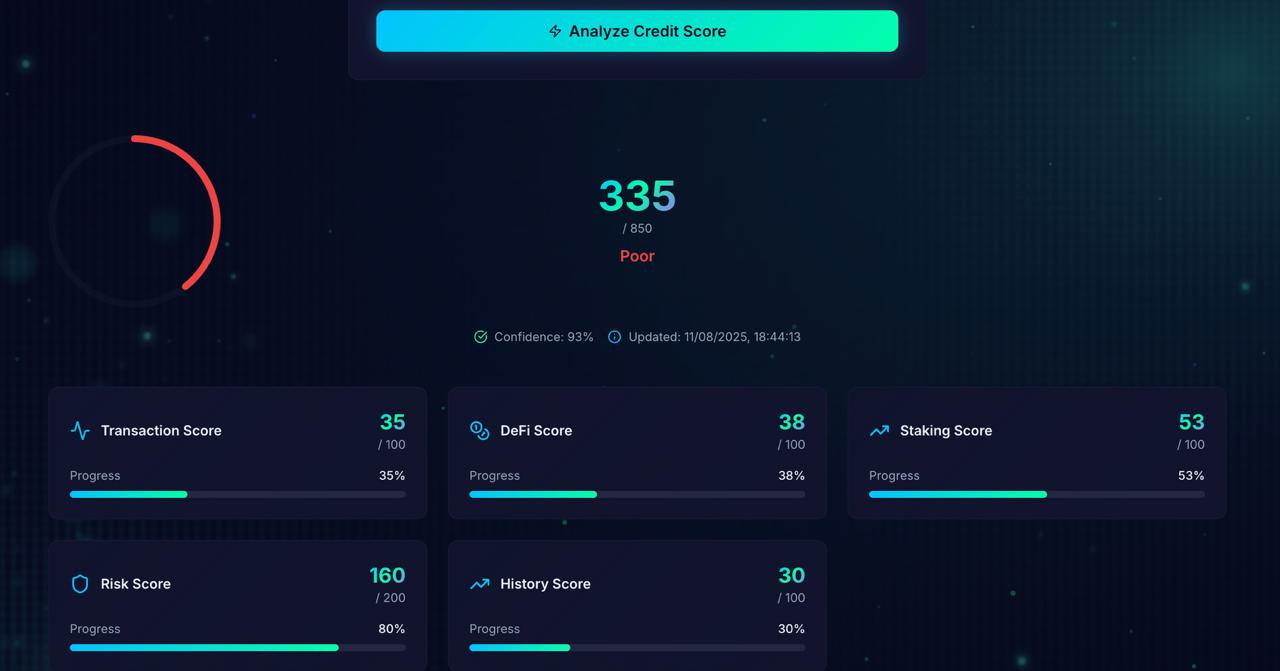 Analyze Credit Score
335
/ 850
Poor
Confidence: 93%
Updated: 11/08/2025, 18:44:13
Transaction Score
35
/ 100
Progress
35%
DeFi Score
38
/ 100
Progress
38%
Staking Score
53
/ 100
Progress
53%
Risk Score
160
/ 200
Progress
80%
History Score
30
/ 100
Progress
30%